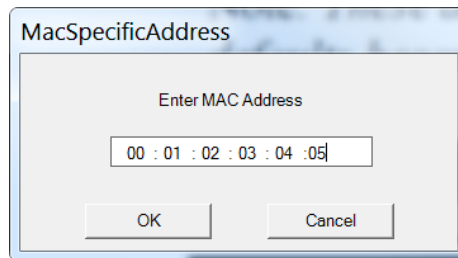 MacSpecificAddress
Enter MAC Address
00 : 01 : 02 : 03 : 04 :05
OK Cancel